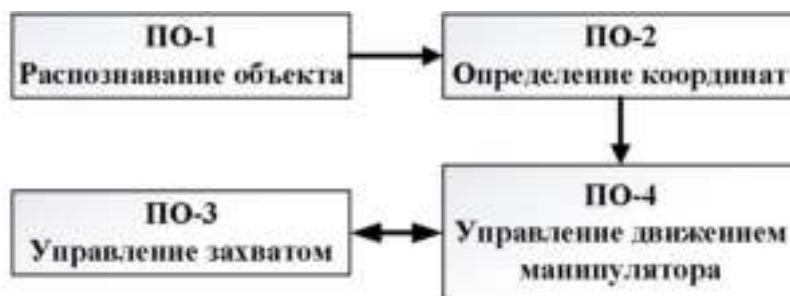 ПО-1
Распознавание объекта
ПО-2
Определение координат
ПО-3
Управление захватом
ПО-4
Управление движением
манипулятора